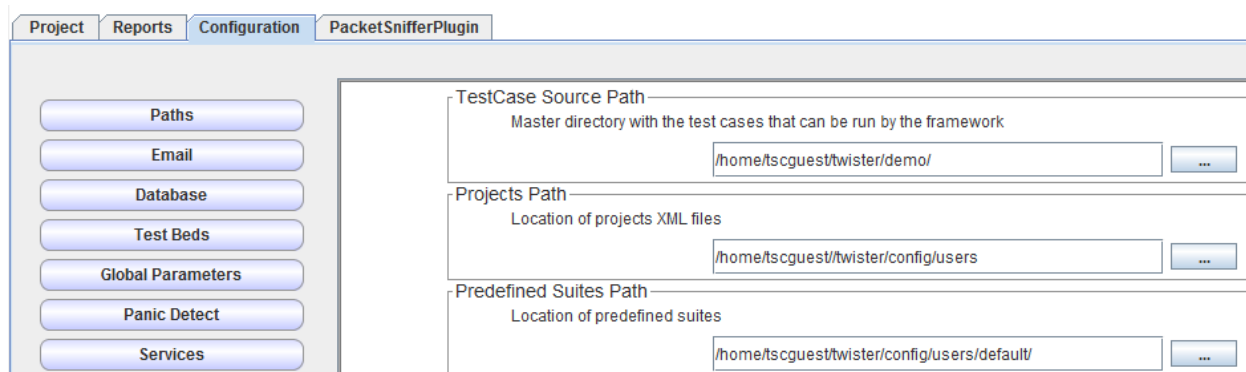 Project Reports Configuration PacketSnifferPlugin
Paths
Email
Database
Test Beds
Global Parameters
Panic Detect
Services
TestCase Source Path
Master directory with the test cases that can be run by the framework
/home/tscguest/twister/demo/ ...
Projects Path
Location of projects XML files
/home/tscguest//twister/config/users ...
Predefined Suites Path
Location of predefined suites
/home/tscguest/twister/config/users/default/ ...